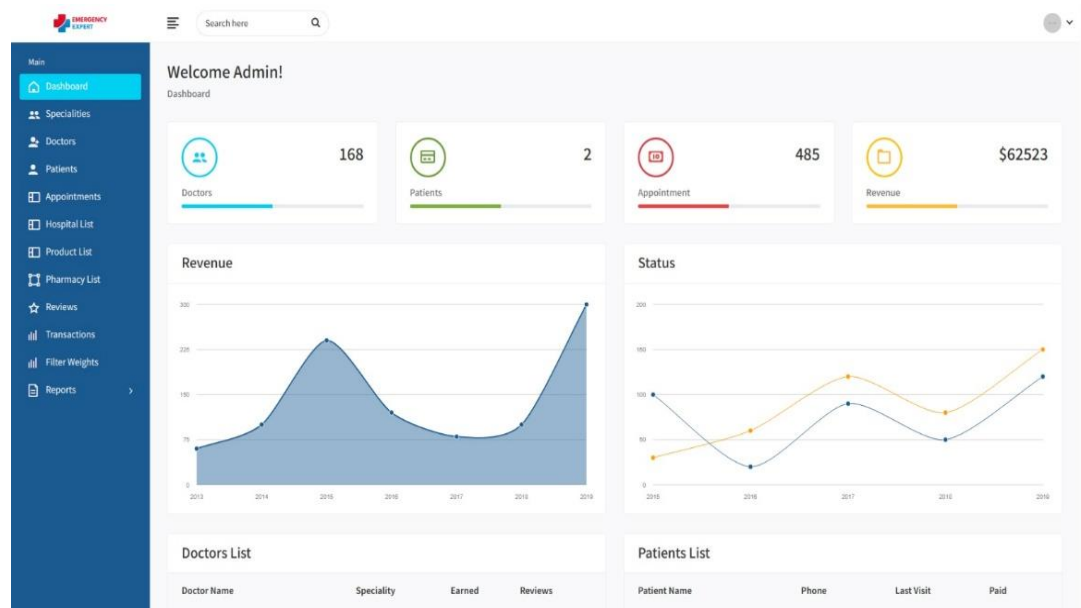 EMERGENCY
EXPERT
Search here
Main
Dashboard
Specialities
Doctors
Patients
Appointments
Hospital List
Product List
Pharmacy List
Reviews
Transactions
Filter Weights
Reports
Welcome Admin!
Dashboard
168
Doctors
2
Patients
485
Appointment
$62523
Revenue
Revenue
300
225
150
75
0
2013 2014 2015 2016 2017 2018 2019
Status
200
150
100
50
0
2015 2016 2017 2018 2019
Doctors List
Doctor Name Speciality Earned Reviews
Patients List
Patient Name Phone Last Visit Paid